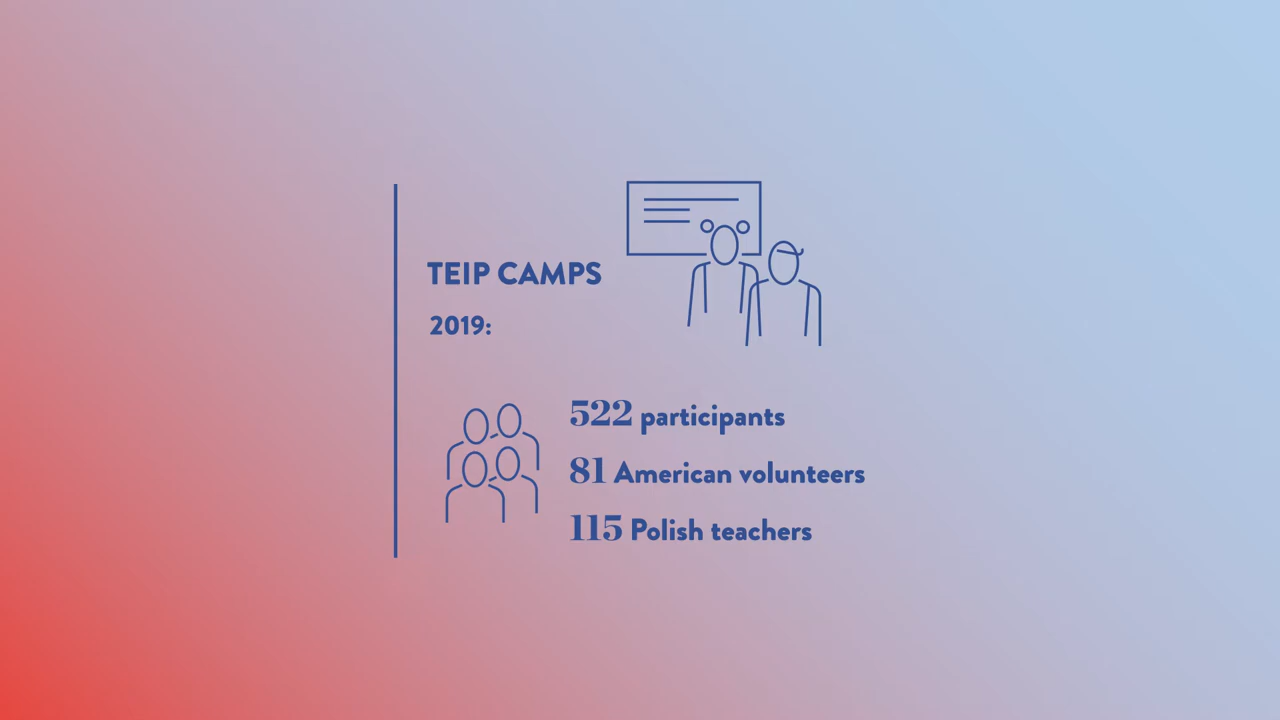 TEIP CAMPS
2019:
522 participants
81 American volunteers
115 Polish teachers